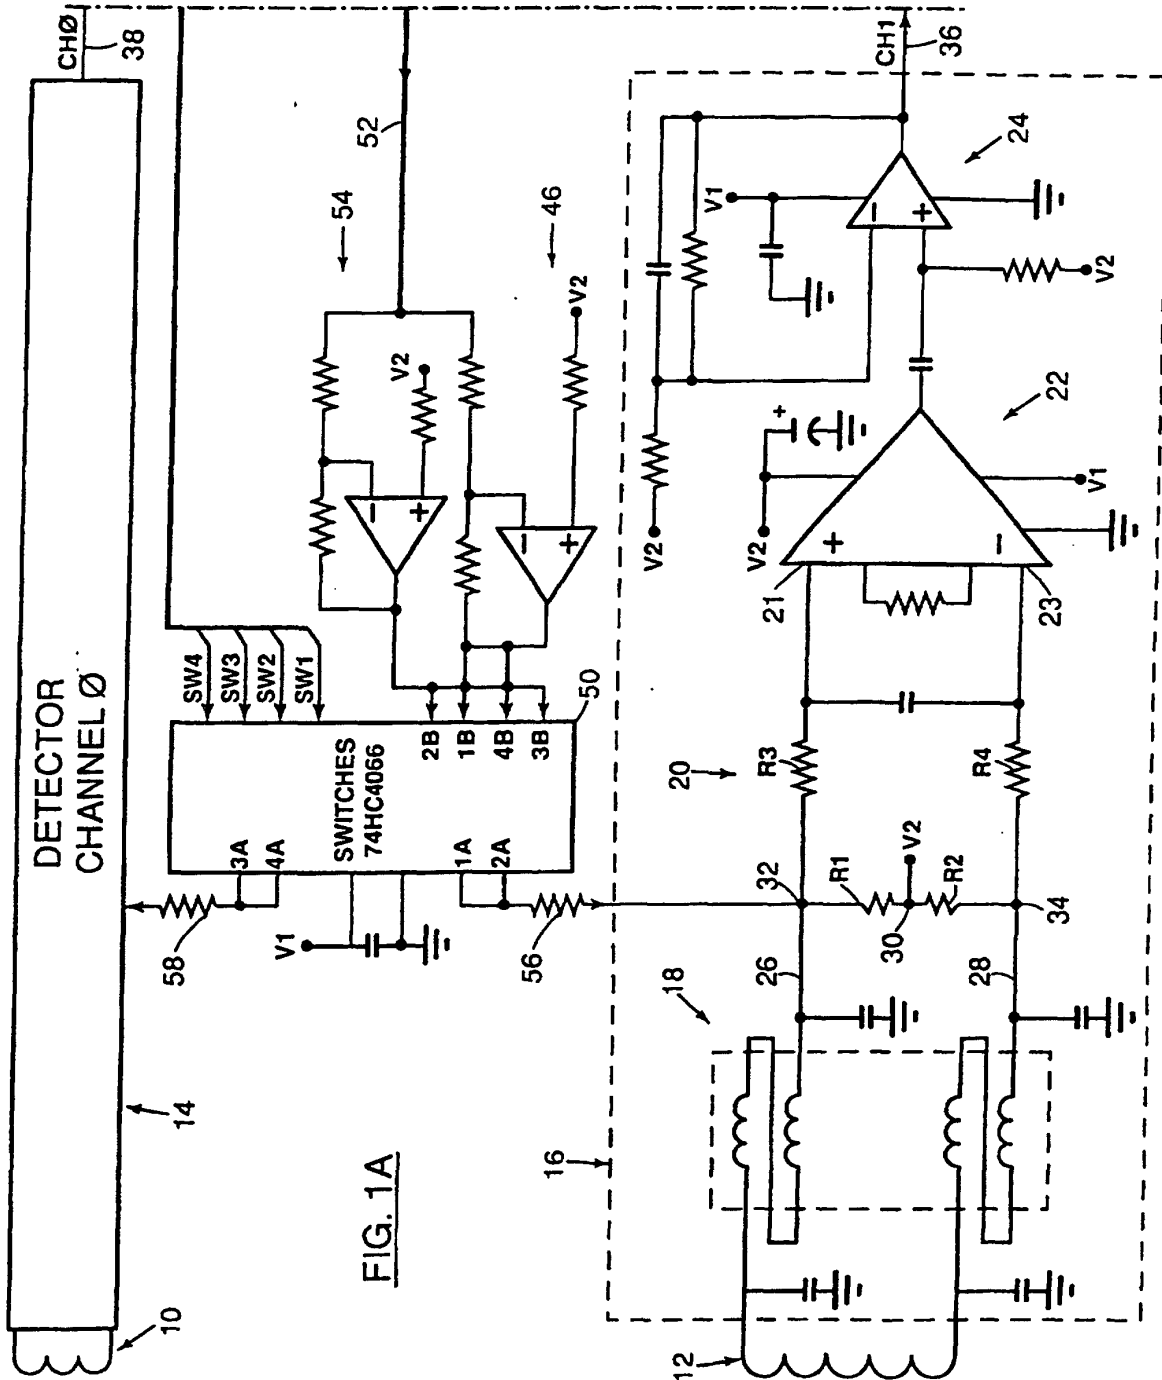 DETECTOR
CHANNEL Ø
CHØ
38
10
14
SW4
SW3
SW2
SW1
52
54
V2
46
V2
SWITCHES
74HC4066
3A
4A
1A
2A
2B
1B
4B
3B
50
58
V1
56
FIG. 1A
16
CH1
36
24
V1
−
+
V2
V2
22
V2
+
V1
+
−
21
23
20
R3
R4
32
R1
V2
30
R2
34
26
28
18
12
−
+
−
+